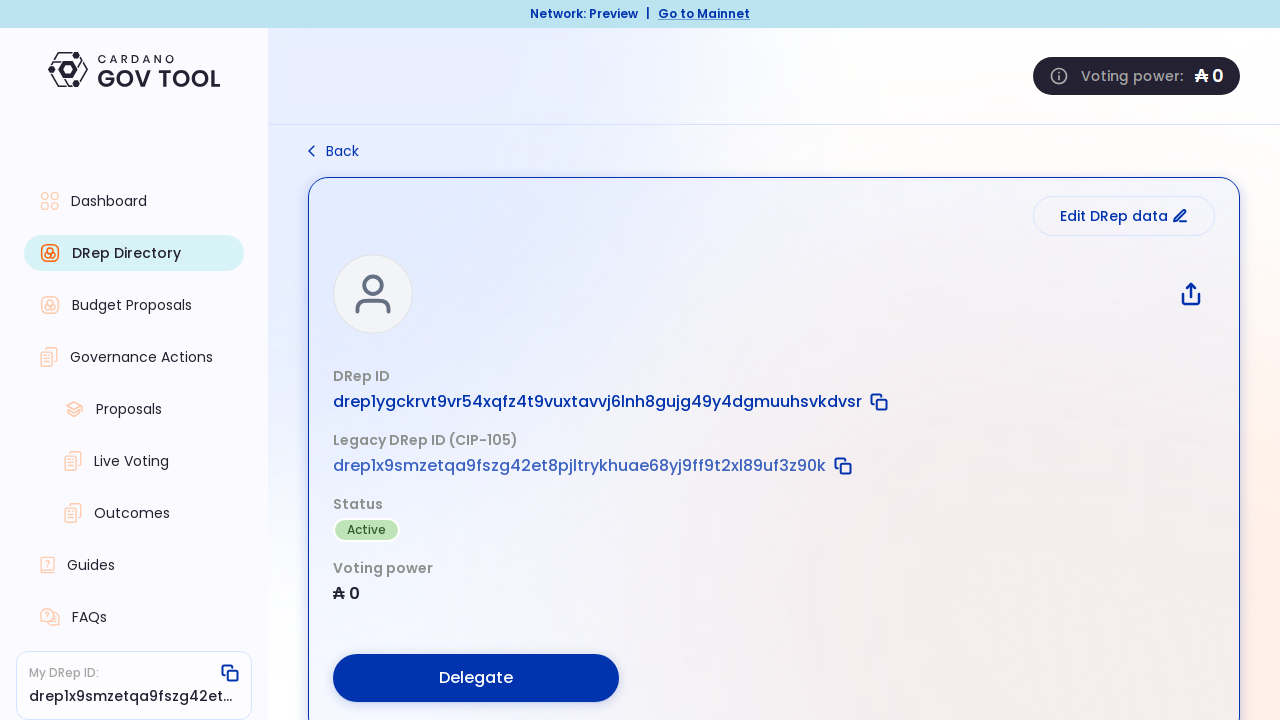 Network: Preview | Go to Mainnet
CARDANO
GOV TOOL
Voting power: ₳ 0
Back
Dashboard
DRep Directory
Budget Proposals
Governance Actions
Proposals
Live Voting
Outcomes
Guides
FAQs
My DRep ID:
drep1x9smzetqa9fszg42et...
Edit DRep data
DRep ID
drep1ygckrvt9vr54xqfz4t9vuxtavvj6lnh8gujg49y4dgmuuhsvkdvsr
Legacy DRep ID (CIP-105)
drep1x9smzetqa9fszg42et8pjltrykhuae68yj9ff9t2xl89uf3z90k
Status
Active
Voting power
₳ 0
Delegate